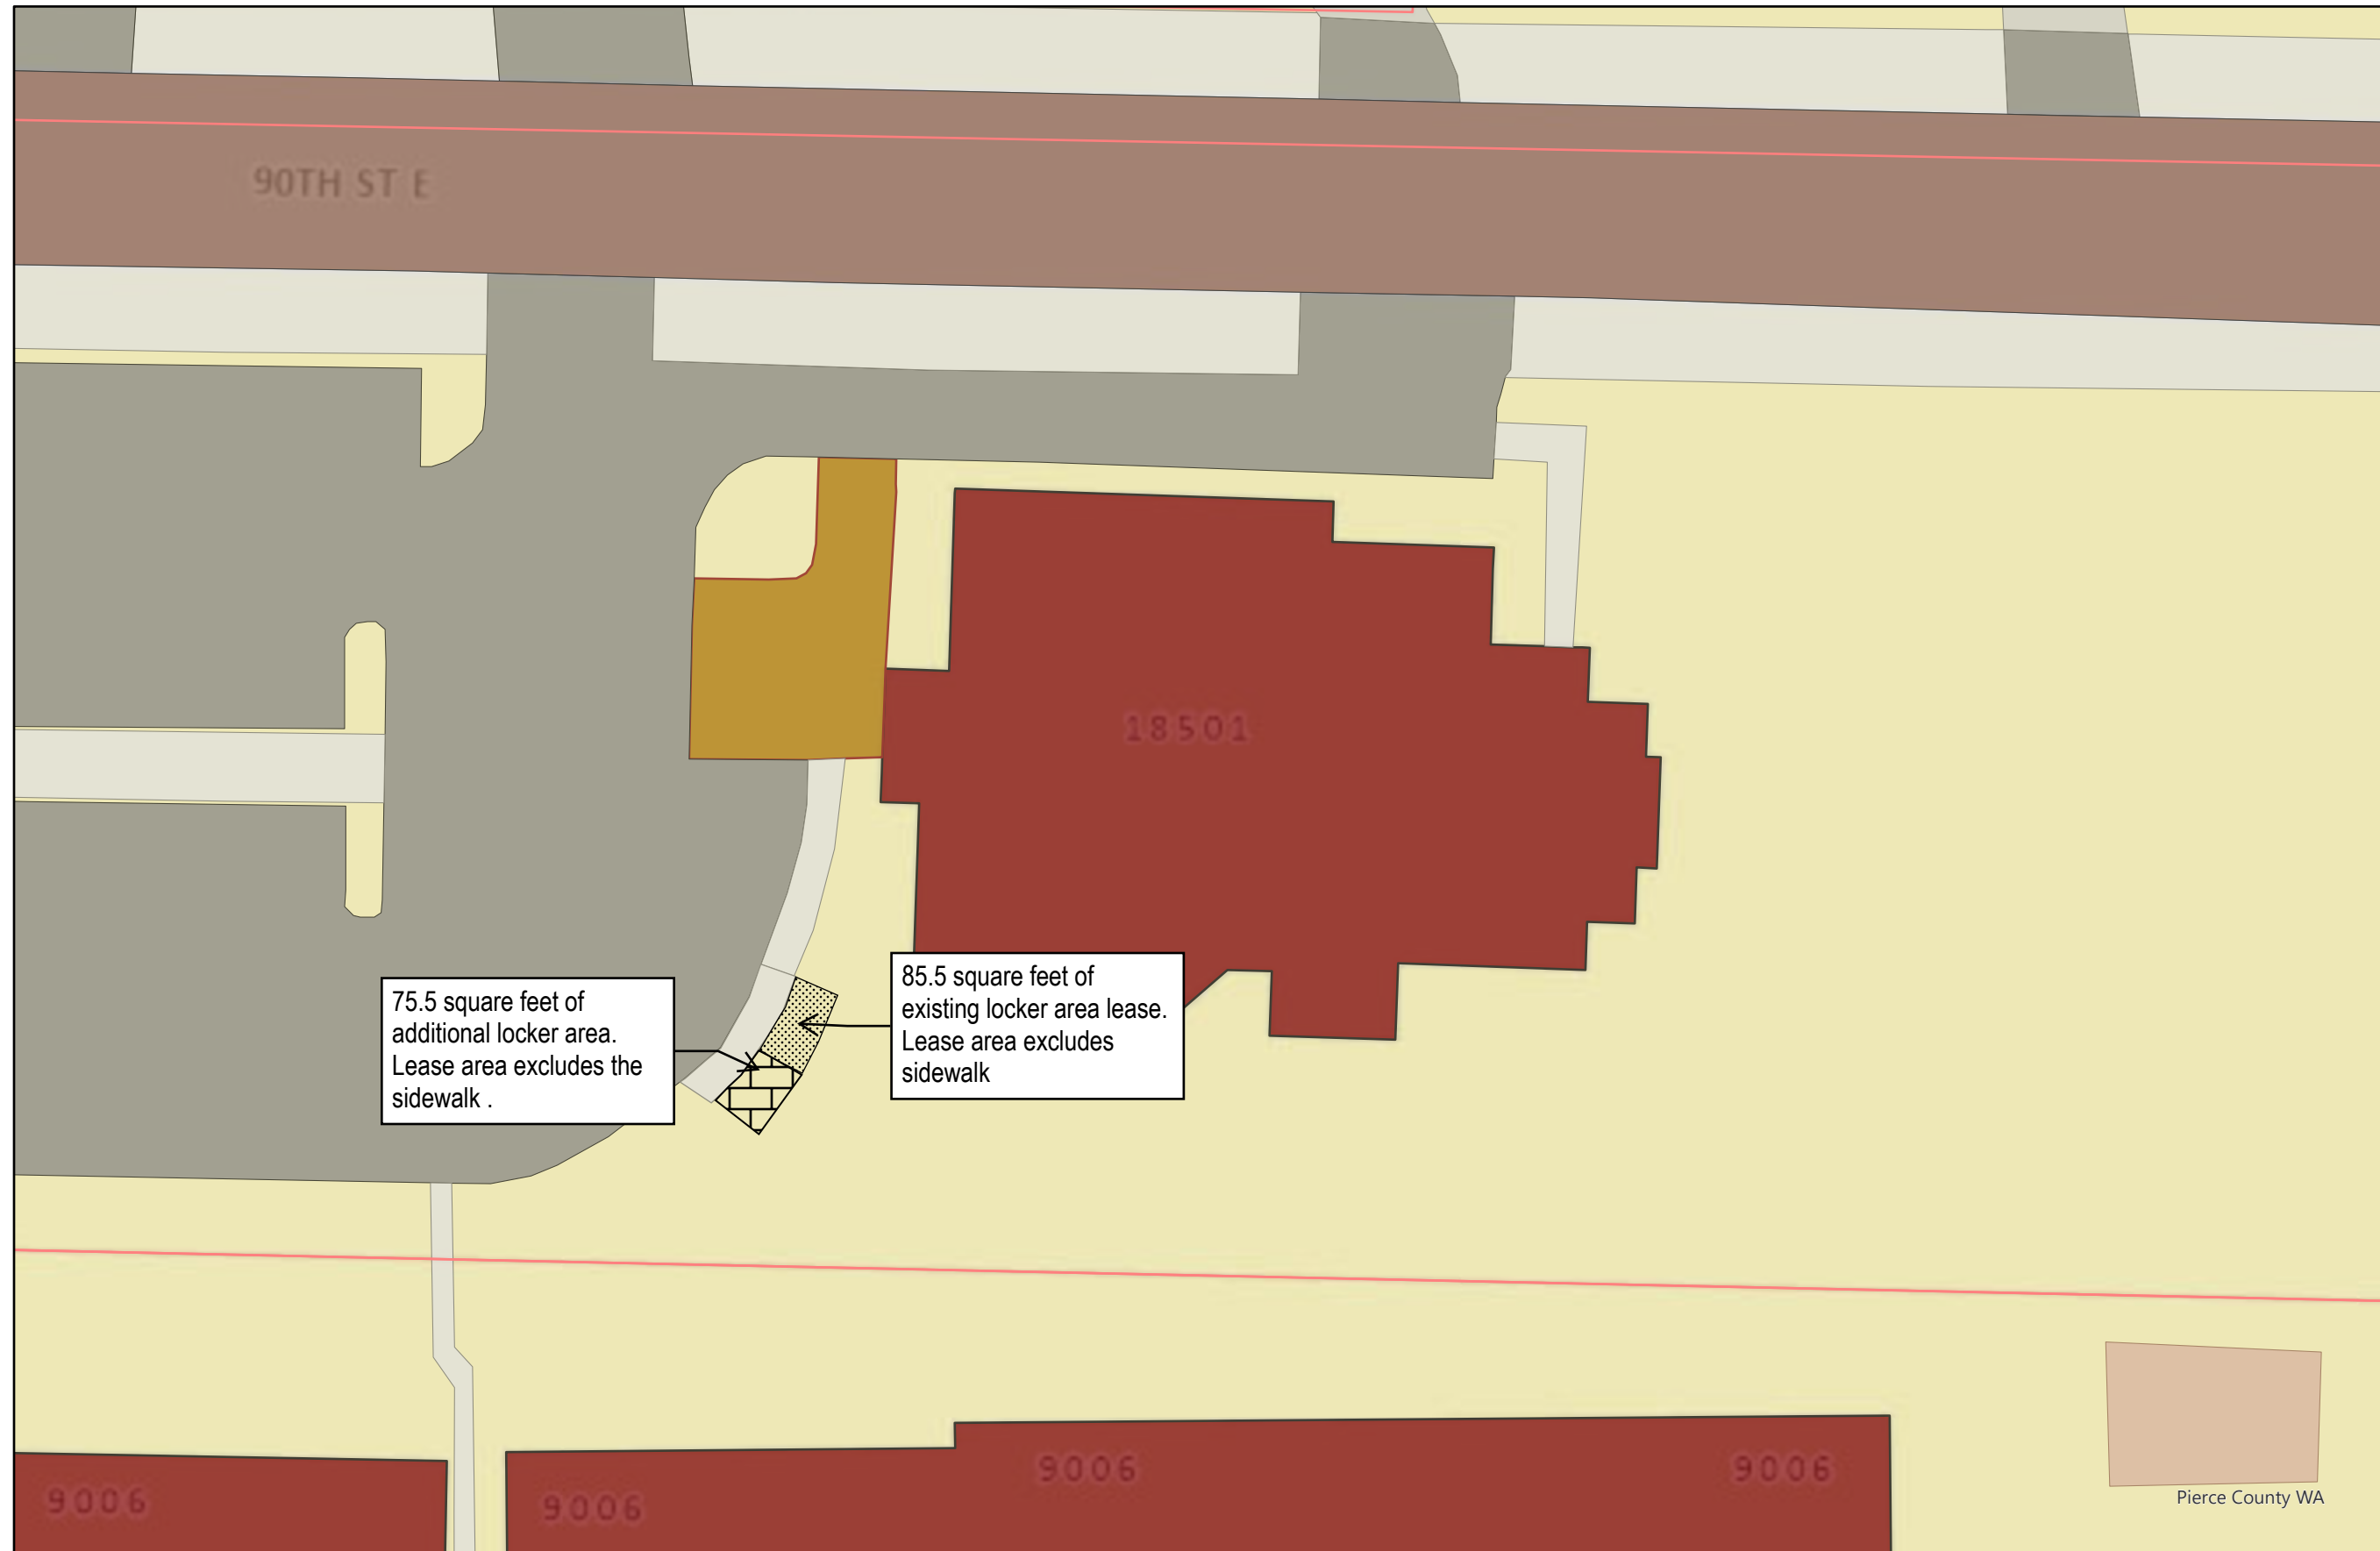 90TH ST E
18501
75.5 square feet of
additional locker area.
Lease area excludes the
sidewalk .
85.5 square feet of
existing locker area lease.
Lease area excludes
sidewalk
9006
9006
9006
9006
Pierce County WA